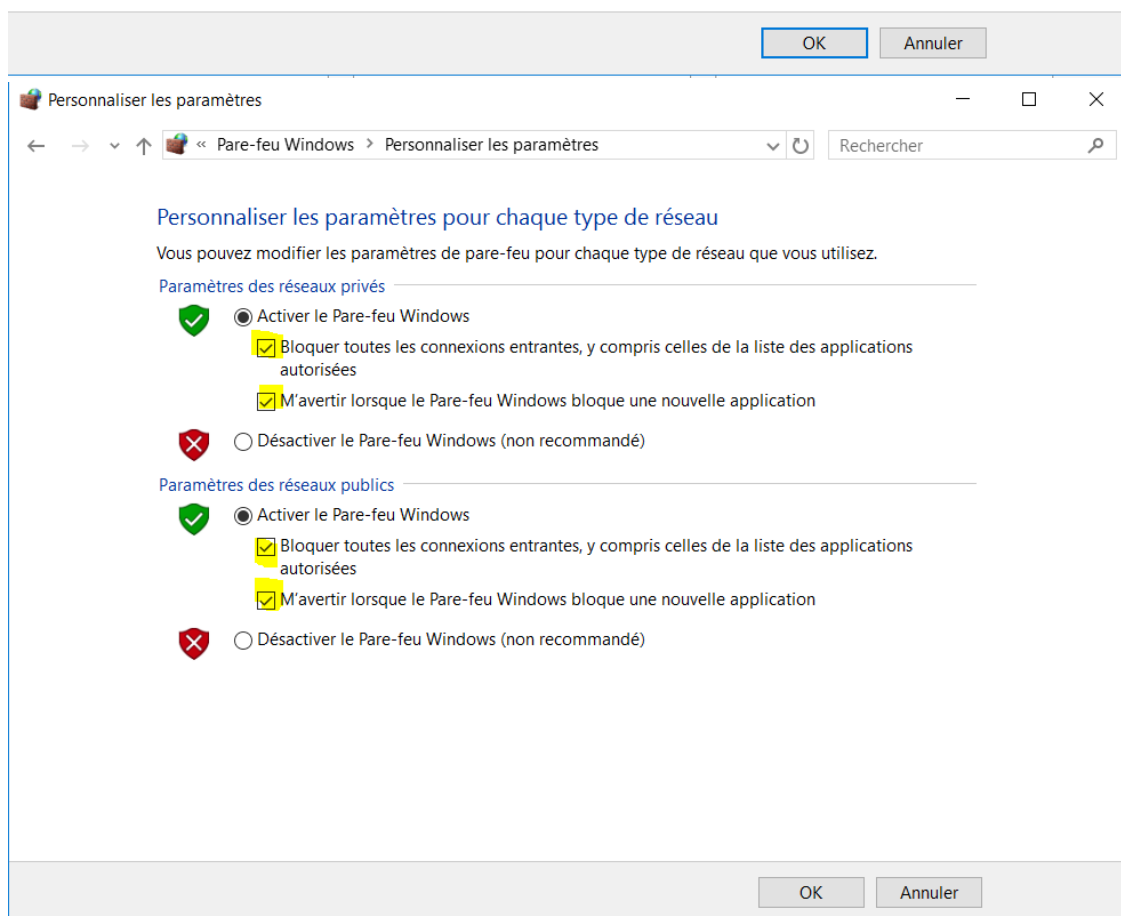 OK Annuler
Personnaliser les paramètres
« Pare-feu Windows > Personnaliser les paramètres Rechercher
Personnaliser les paramètres pour chaque type de réseau
Vous pouvez modifier les paramètres de pare-feu pour chaque type de réseau que vous utilisez.
Paramètres des réseaux privés
Activer le Pare-feu Windows
Bloquer toutes les connexions entrantes, y compris celles de la liste des applications
autorisées
M'avertir lorsque le Pare-feu Windows bloque une nouvelle application
Désactiver le Pare-feu Windows (non recommandé)
Paramètres des réseaux publics
Activer le Pare-feu Windows
Bloquer toutes les connexions entrantes, y compris celles de la liste des applications
autorisées
M'avertir lorsque le Pare-feu Windows bloque une nouvelle application
Désactiver le Pare-feu Windows (non recommandé)
OK Annuler